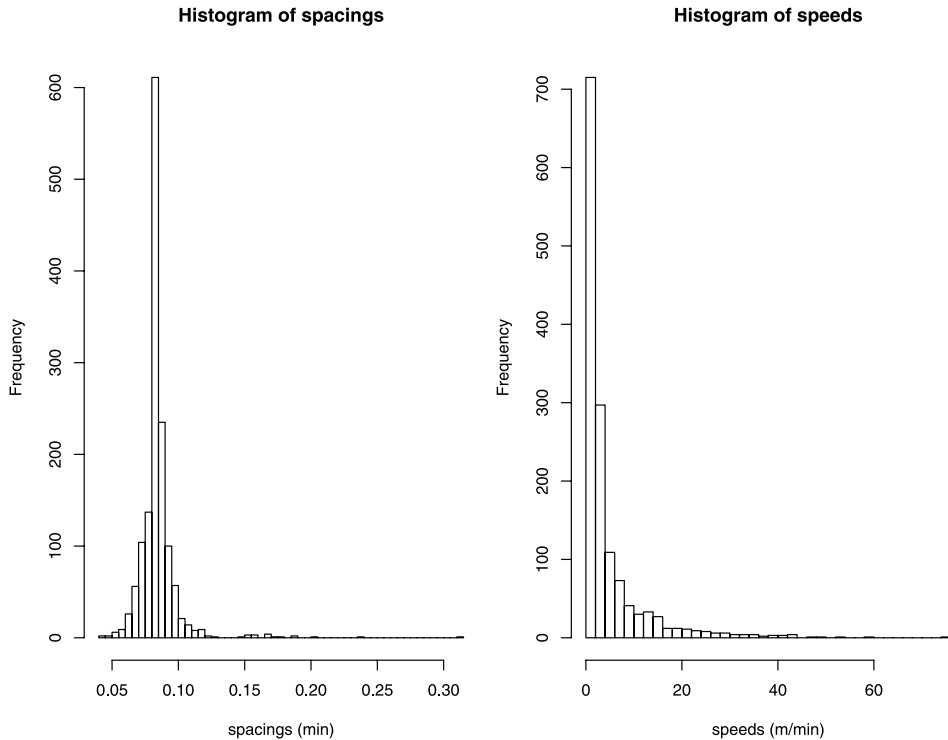 Histogram of spacings
Frequency
0
100
200
300
400
500
600
0.05 0.10 0.15 0.20 0.25 0.30
spacings (min)
Histogram of speeds
Frequency
0
100
200
300
400
500
600
700
0 20 40 60
speeds (m/min)